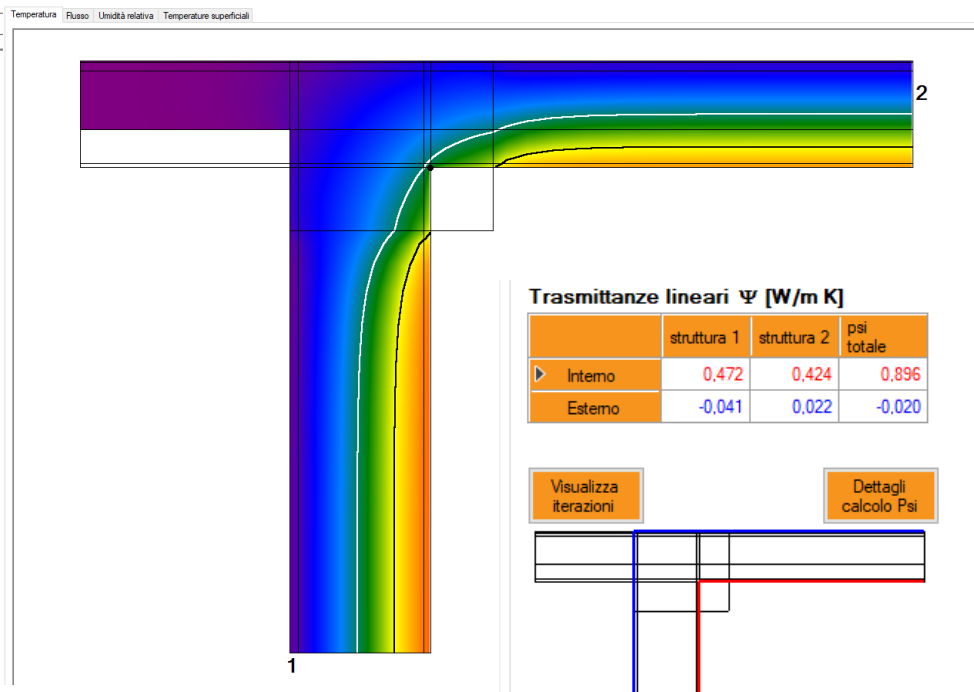 Temperatura Flusso Umidità relativa Temperature superficiali
2
1
Trasmittanze lineari Ψ [W/m K]
struttura 1 struttura 2 psi totale
Interno 0,472 0,424 0,896
Esterno -0,041 0,022 -0,020
Visualizza
iterazioni
Dettagli
calcolo Psi